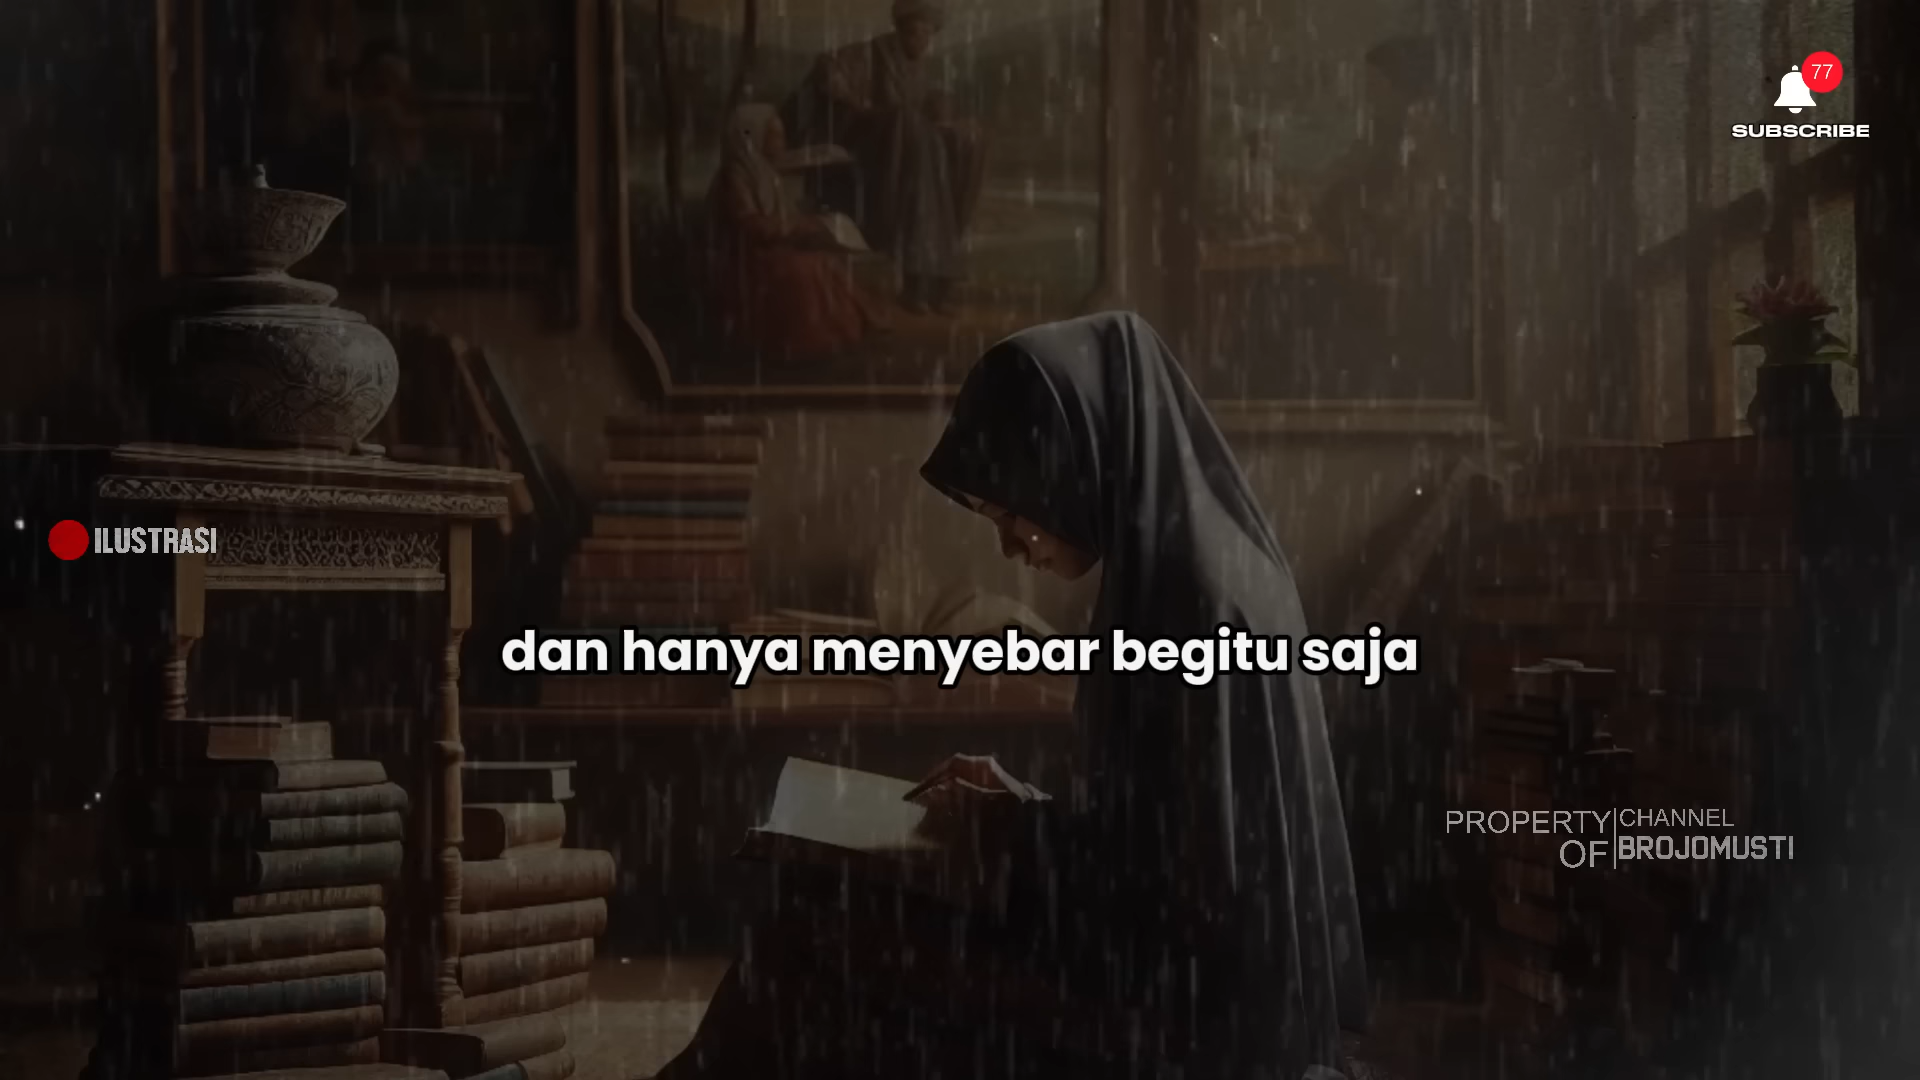 77
SUBSCRIBE
ILUSTRASI
dan hanya menyebar begitu saja
PROPERTY OF
CHANNEL
BROJOMUSTI